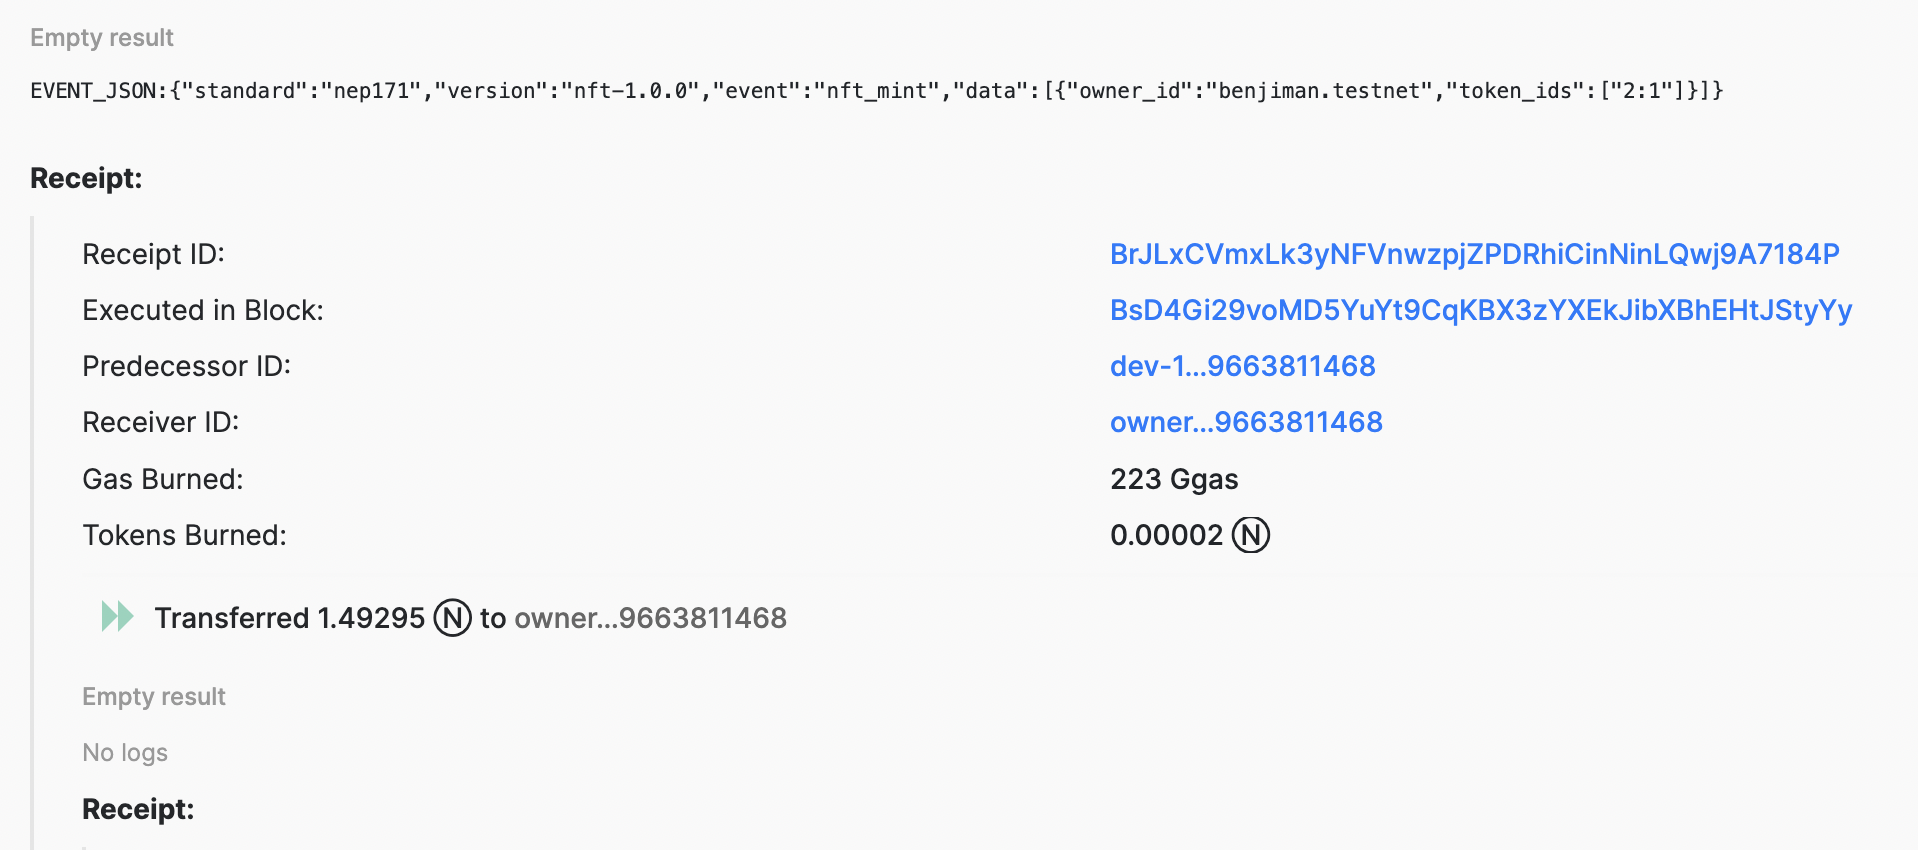 Empty result
EVENT_JSON:{"standard":"nep171","version":"nft-1.0.0","event":"nft_mint","data":[{"owner_id":"benjiman.testnet","token_ids":["2:1"]}]}
Receipt:
Receipt ID: BrJLxCVmxLk3yNFVnwzpjZPDRhiCinNinLQwj9A7184P
Executed in Block: BsD4Gi29voMD5YuYt9CqKBX3zYXEkJibXBhEHtJStyYy
Predecessor ID: dev-1...9663811468
Receiver ID: owner...9663811468
Gas Burned: 223 Ggas
Tokens Burned: 0.00002 Ⓝ
Transferred 1.49295 Ⓝ to owner...9663811468
Empty result
No logs
Receipt: